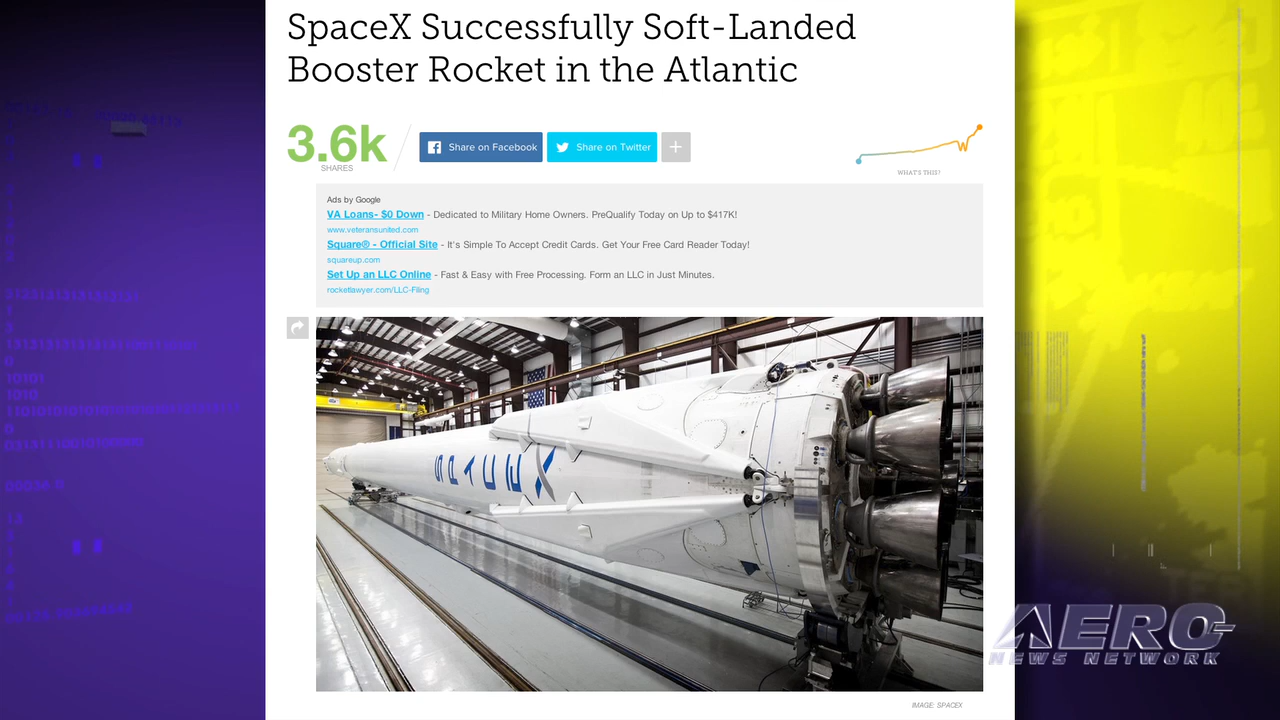 SpaceX Successfully Soft-Landed
Booster Rocket in the Atlantic
3.6k
SHARES
Share on Facebook
Share on Twitter
+
WHAT'S THIS?
Ads by Google
VA Loans- $0 Down - Dedicated to Military Home Owners. PreQualify Today on Up to $417K!
www.veteransunited.com
Square® - Official Site - It's Simple To Accept Credit Cards. Get Your Free Card Reader Today!
squareup.com
Set Up an LLC Online - Fast & Easy with Free Processing. Form an LLC in Just Minutes.
rocketlawyer.com/LLC-Filing
SPACEX
IMAGE: SPACEX
AERO-
NEWS NETWORK
10101
1010